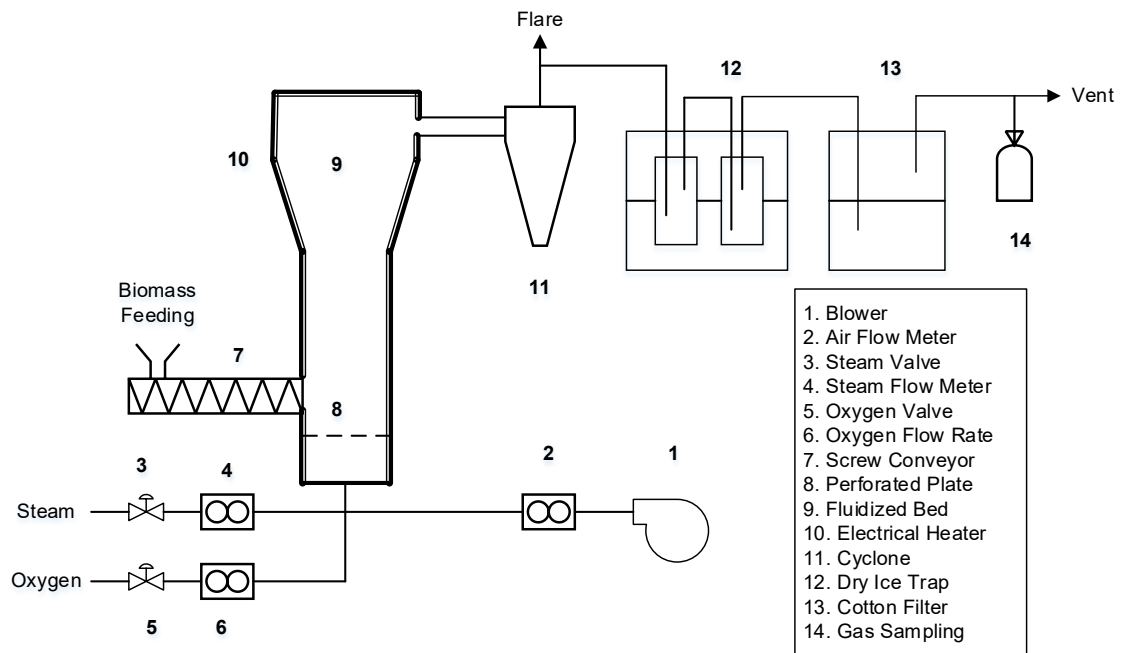 Flare
12
13
Vent
10
9
14
11
Biomass
Feeding
7
8
3
4
2
1
Steam
Oxygen
5
6
1. Blower
2. Air Flow Meter
3. Steam Valve
4. Steam Flow Meter
5. Oxygen Valve
6. Oxygen Flow Rate
7. Screw Conveyor
8. Perforated Plate
9. Fluidized Bed
10. Electrical Heater
11. Cyclone
12. Dry Ice Trap
13. Cotton Filter
14. Gas Sampling